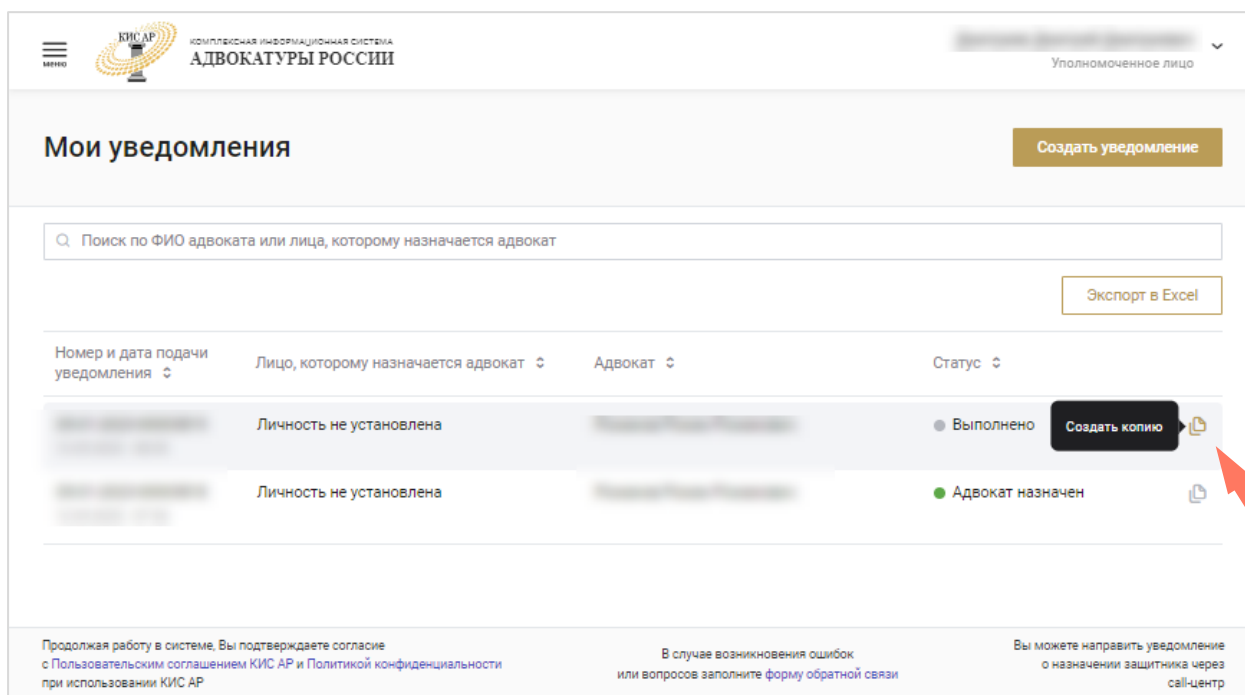 КИС АР
меню
КОМПЛЕКСНАЯ ИНФОРМАЦИОННАЯ СИСТЕМА
АДВОКАТУРЫ РОССИИ
Уполномоченное лицо
Мои уведомления
Создать уведомление
Поиск по ФИО адвоката или лица, которому назначается адвокат
Экспорт в Excel
Номер и дата подачи
уведомления
Лицо, которому назначается адвокат
Адвокат
Статус
Личность не установлена
Выполнено
Создать копию
Личность не установлена
Адвокат назначен
Продолжая работу в системе, Вы подтверждаете согласие
с Пользовательским соглашением КИС АР и Политикой конфиденциальности
при использовании КИС АР
В случае возникновения ошибок
или вопросов заполните форму обратной связи
Вы можете направить уведомление
о назначении защитника через
call-центр